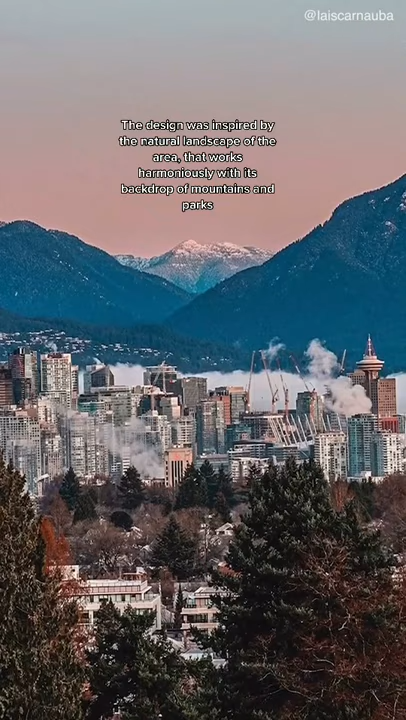 @laiscarnauba
The design was inspired by
the natural landscape of the
area, that works
harmoniously with its
backdrop of mountains and
parks